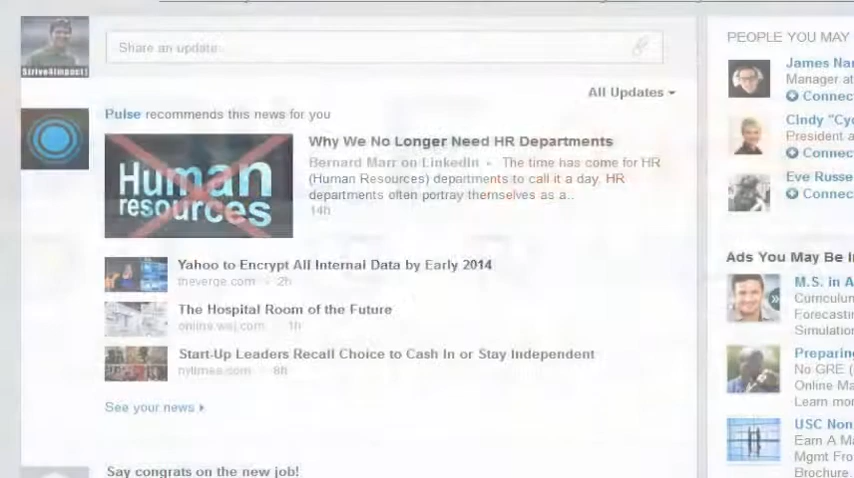 Strive4Impact!
Share an update...
All Updates
Pulse recommends this news for you
Human
resources
Why We No Longer Need HR Departments
Bernard Marr on LinkedIn - The time has come for HR
(Human Resources) departments to call it a day. HR
departments often portray themselves as a..
14h
Yahoo to Encrypt All Internal Data by Early 2014
theverge.com 2h
The Hospital Room of the Future
online.wsj.com 1h
Start-Up Leaders Recall Choice to Cash In or Stay Independent
nytimes.com 8h
See your news
Say congrats on the new job!
PEOPLE YOU MAY
James Nar
Manager at
Connec
Cindy "Cyc
President a
Connec
Eve Russe
Connec
Ads You May Be I
M.S. in A
Curriculun
Forecastin
Simulation
Preparing
No GRE (
Online Ma
Learn mor
USC Non
Earn A Ma
Mgmt Fro
Brochure.